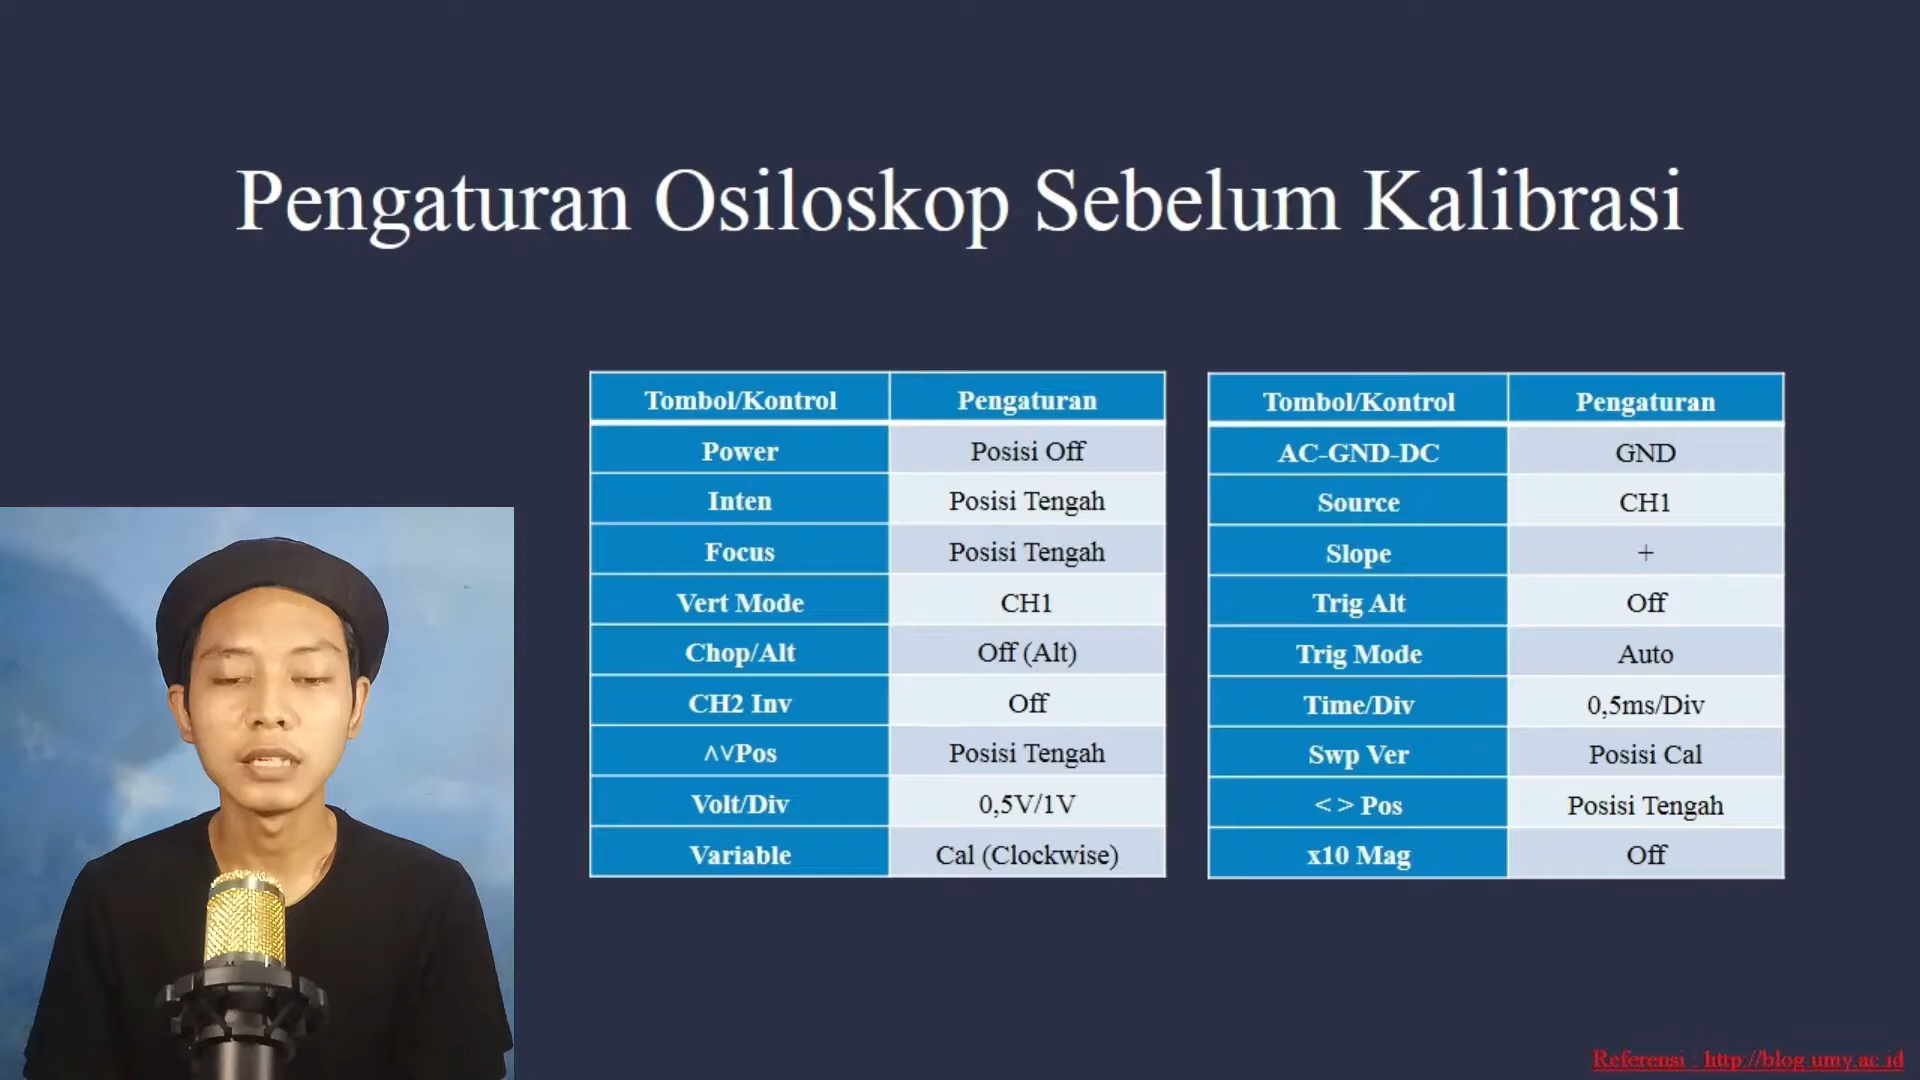 Pengaturan Osiloskop Sebelum Kalibrasi
Tombol/Kontrol Pengaturan
Power Posisi Off
Inten Posisi Tengah
Focus Posisi Tengah
Vert Mode CH1
Chop/Alt Off (Alt)
CH2 Inv Off
˄˅Pos Posisi Tengah
Volt/Div 0,5V/1V
Variable Cal (Clockwise)
Tombol/Kontrol Pengaturan
AC-GND-DC GND
Source CH1
Slope +
Trig Alt Off
Trig Mode Auto
Time/Div 0,5ms/Div
Swp Ver Posisi Cal
< > Pos Posisi Tengah
x10 Mag Off
Referensi : http://blog.umy.ac.id